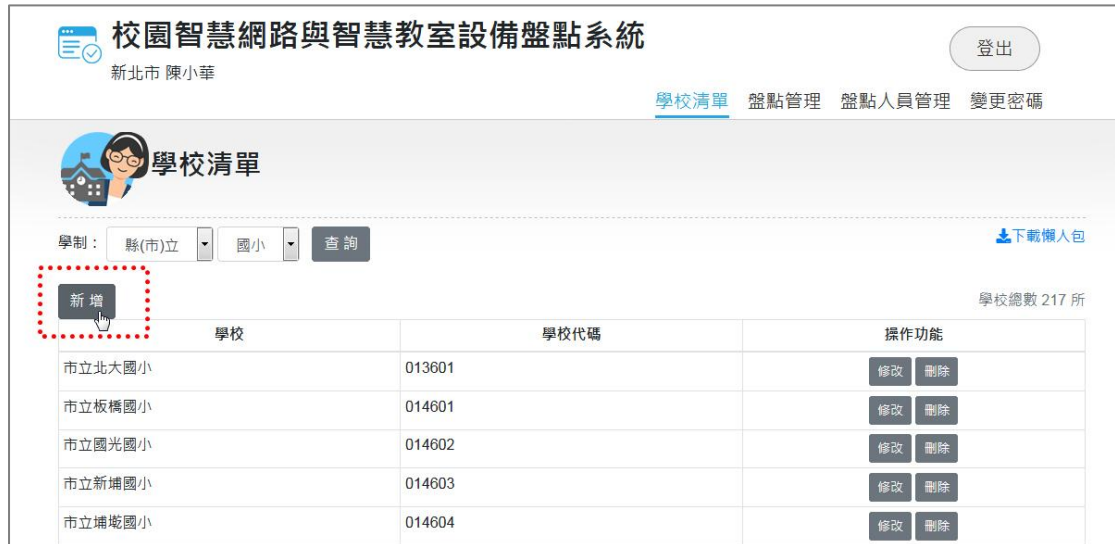 校園智慧網路與智慧教室設備盤點系統
登出
新北市 陳小華
學校清單 盤點管理 盤點人員管理 變更密碼
學校清單
學制： 縣(市)立 國小 查詢 下載懶人包
新增 學校總數 217 所
學校 學校代碼 操作功能
市立北大國小 013601 修改 刪除
市立板橋國小 014601 修改 刪除
市立國光國小 014602 修改 刪除
市立新埔國小 014603 修改 刪除
市立埔墘國小 014604 修改 刪除